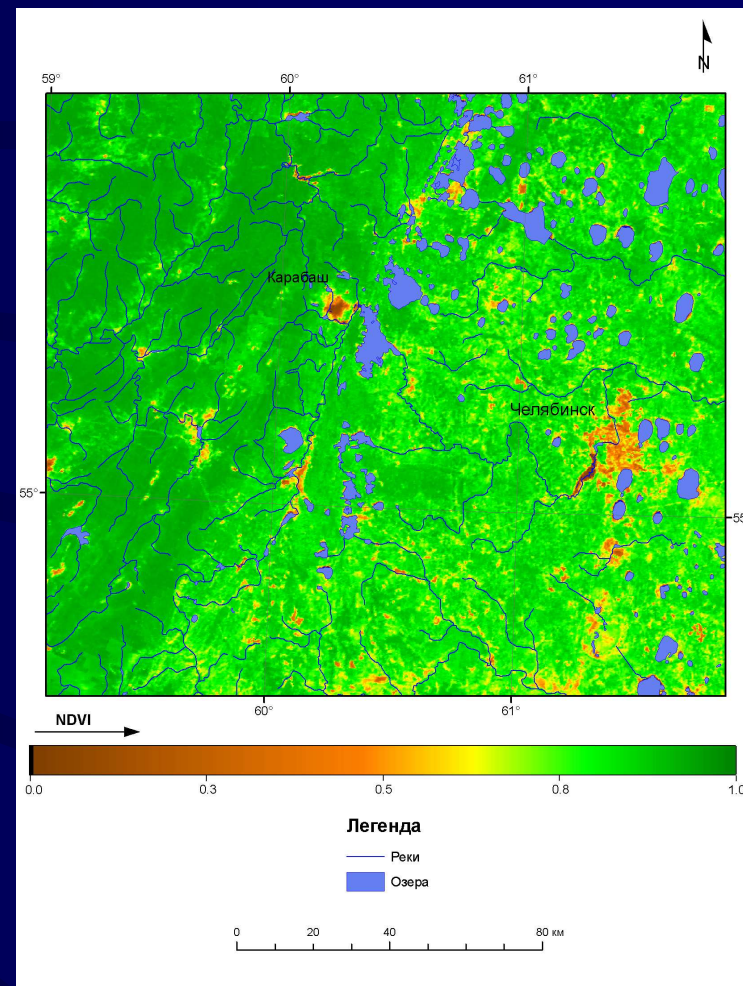 N
59° 60° 61°
Карабаш
Челябинск
55° 55
60° 61°
NDVI
0.0 0.3 0.5 0.8 1.0
Легенда
Реки
Озера
0 20 40 80 км